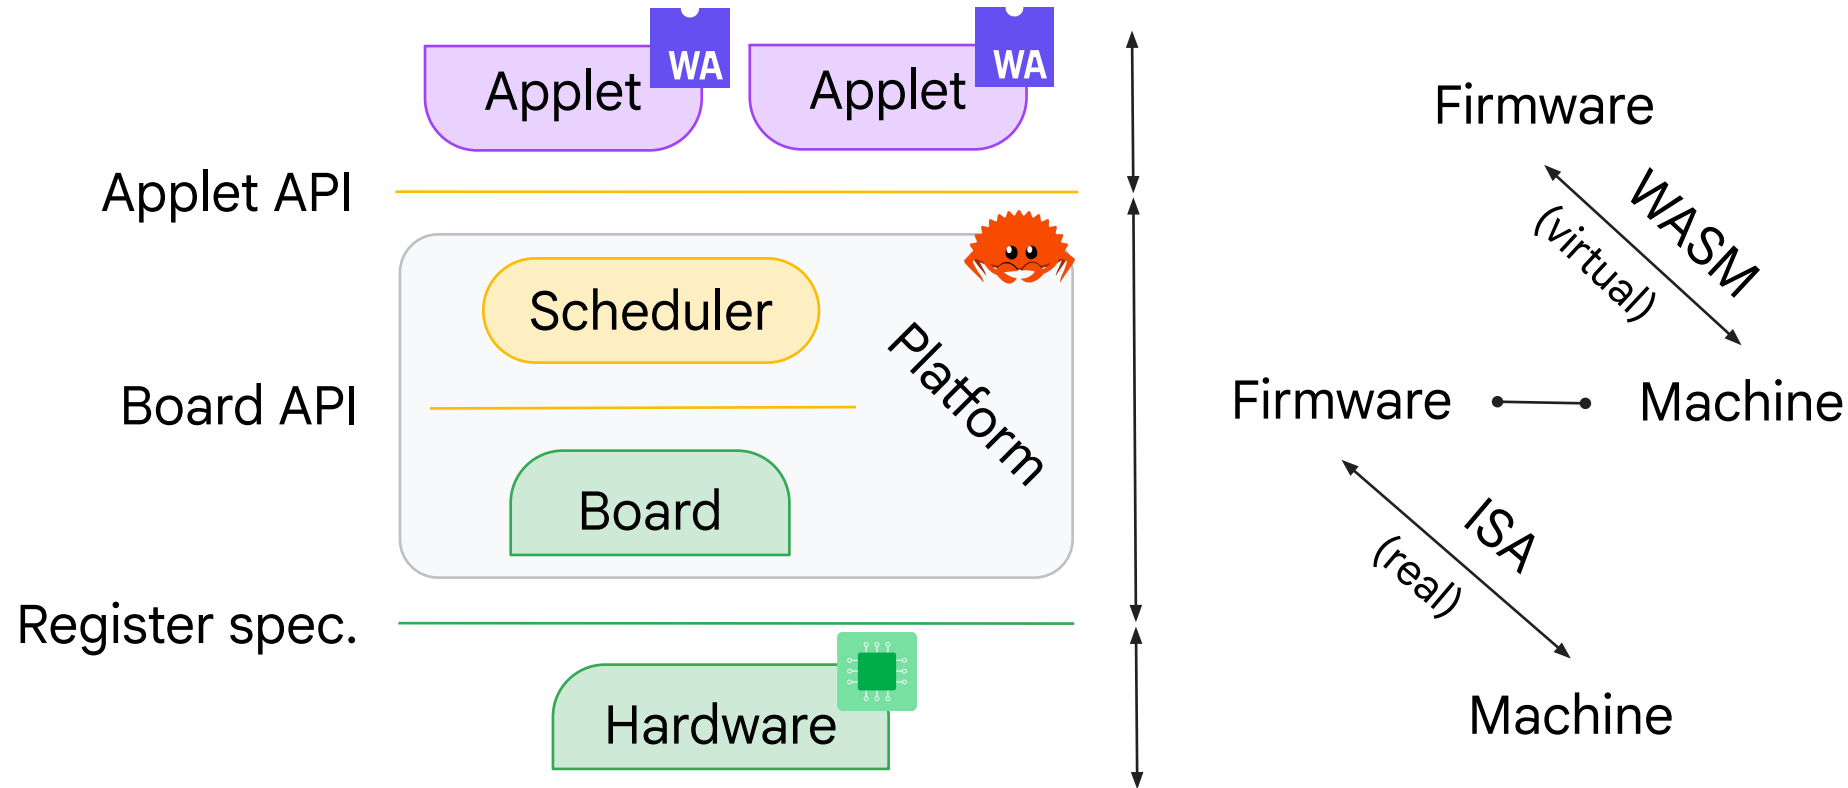 WA
WA
Applet
Applet
Firmware
Applet API
WASM
(virtual)
Scheduler
Platform
Board API
Firmware
Machine
Board
ISA
(real)
Register spec.
Hardware
Machine